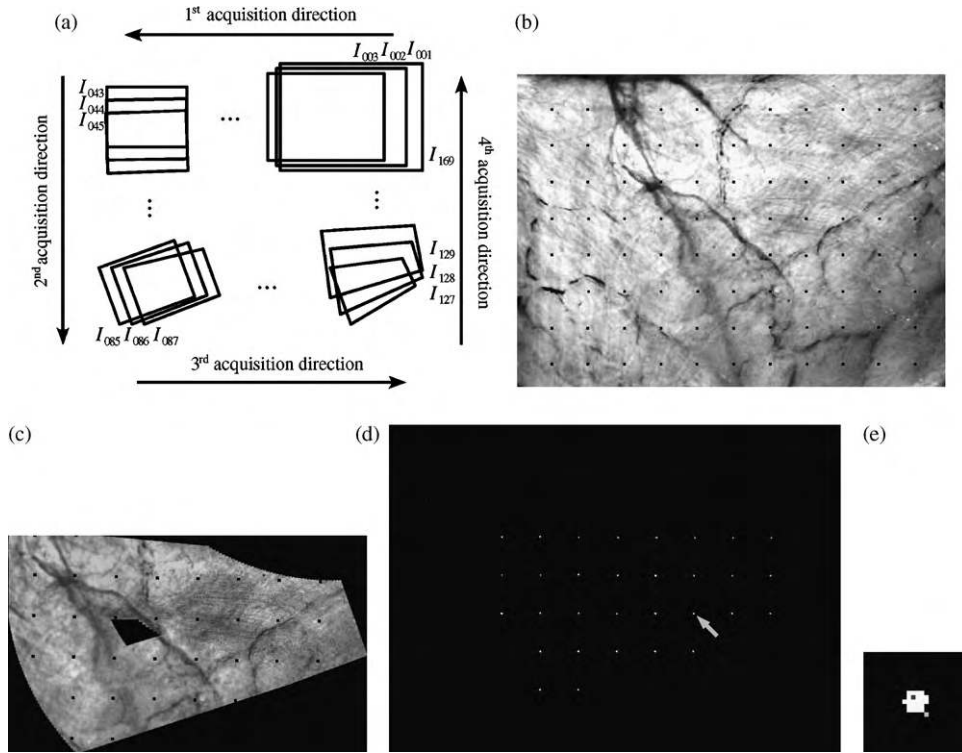 (a)
1st acquisition direction
I003 I002 I001
I043
I044
I045
...
I169
2nd acquisition direction
4th acquisition direction
...
...
...
I129
I128
I127
I085 I086 I087
3rd acquisition direction
(b)
(c)
(d)
(e)